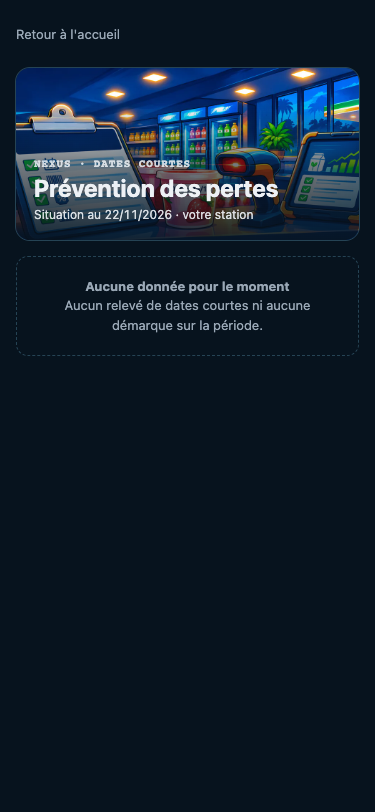 Retour à l'accueil
NEXUS · DATES COURTES
Prévention des pertes
Situation au 22/11/2026 · votre station
Aucune donnée pour le moment
Aucun relevé de dates courtes ni aucune
démarque sur la période.